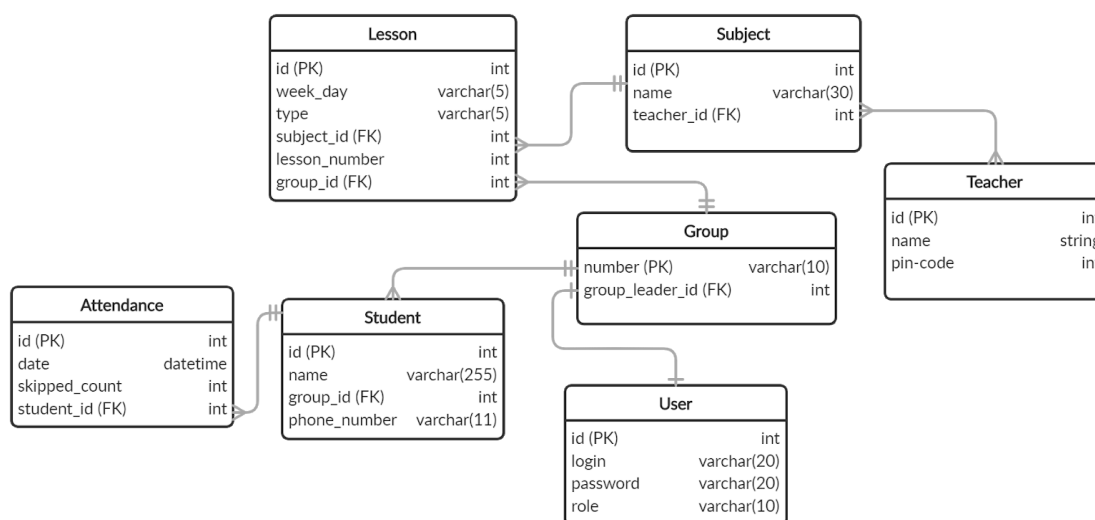 Lesson
id (PK) int
week_day varchar(5)
type varchar(5)
subject_id (FK) int
lesson_number int
group_id (FK) int
Subject
id (PK) int
name varchar(30)
teacher_id (FK) int
Teacher
id (PK) int
name string
pin-code int
Group
number (PK) varchar(10)
group_leader_id (FK) int
Attendance
id (PK) int
date datetime
skipped_count int
student_id (FK) int
Student
id (PK) int
name varchar(255)
group_id (FK) int
phone_number varchar(11)
User
id (PK) int
login varchar(20)
password varchar(20)
role varchar(10)